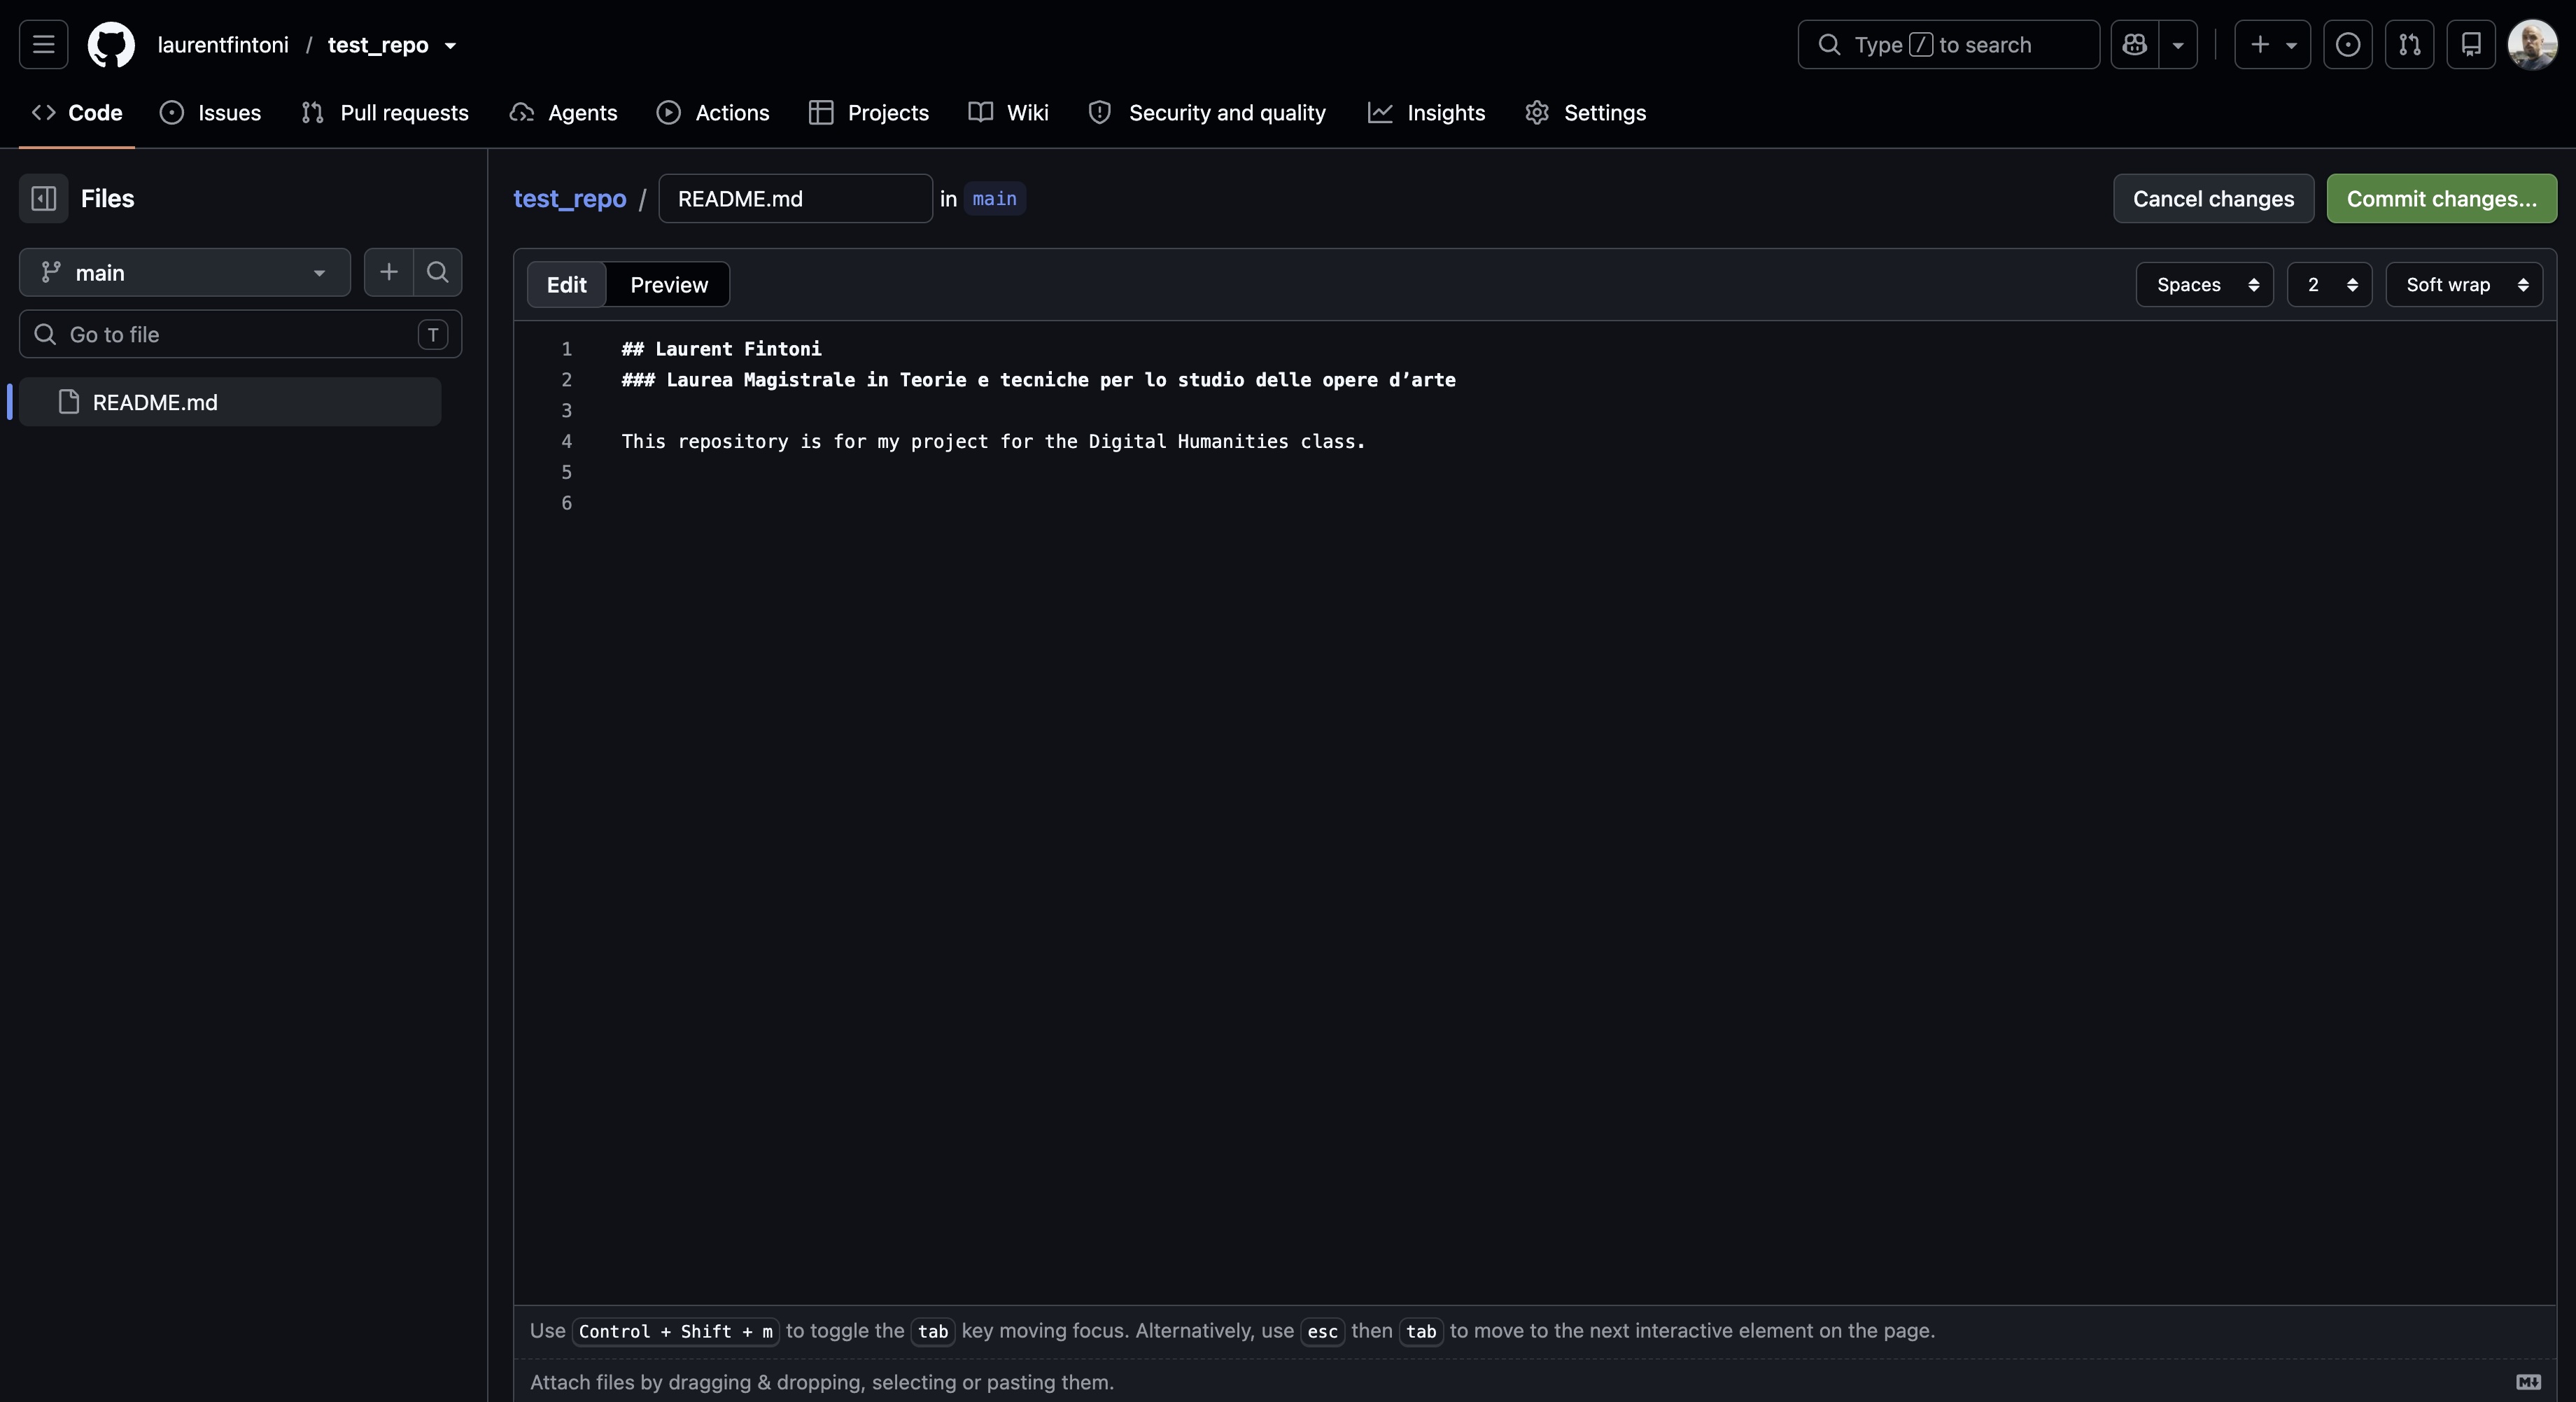 laurentfintoni / test_repo
Type / to search
Code Issues Pull requests Agents Actions Projects Wiki Security and quality Insights Settings
Files
main
Go to file T
README.md
test_repo / README.md in main
Cancel changes Commit changes...
Edit Preview
Spaces 2 Soft wrap
1 ## Laurent Fintoni
2 ### Laurea Magistrale in Teorie e tecniche per lo studio delle opere d’arte
3
4 This repository is for my project for the Digital Humanities class.
5
6
Use Control + Shift + m to toggle the tab key moving focus. Alternatively, use esc then tab to move to the next interactive element on the page.
Attach files by dragging & dropping, selecting or pasting them.